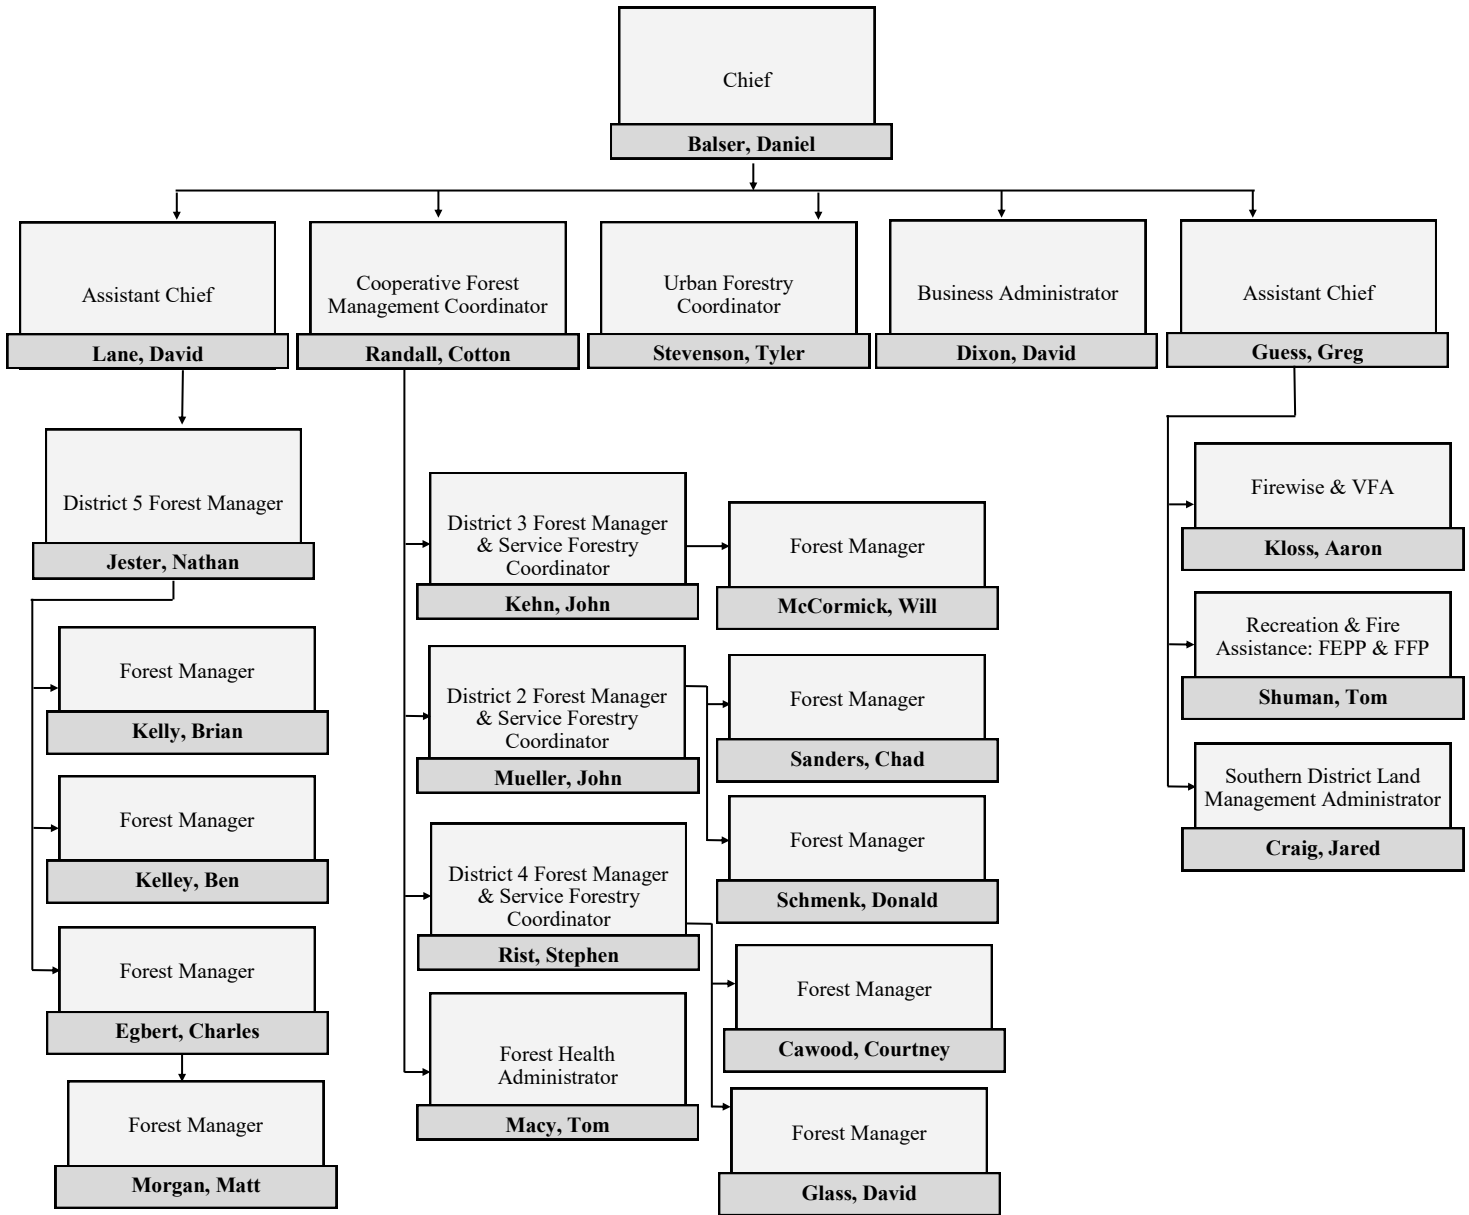 Chief
Balser, Daniel
Assistant Chief
Lane, David
Cooperative Forest
Management Coordinator
Randall, Cotton
Urban Forestry
Coordinator
Stevenson, Tyler
Business Administrator
Dixon, David
Assistant Chief
Guess, Greg
District 5 Forest Manager
Jester, Nathan
Forest Manager
Kelly, Brian
Forest Manager
Kelley, Ben
Forest Manager
Egbert, Charles
Forest Manager
Morgan, Matt
District 3 Forest Manager
& Service Forestry
Coordinator
Kehn, John
Forest Manager
McCormick, Will
District 2 Forest Manager
& Service Forestry
Coordinator
Mueller, John
Forest Manager
Sanders, Chad
Forest Manager
Schmenk, Donald
District 4 Forest Manager
& Service Forestry
Coordinator
Rist, Stephen
Forest Manager
Cawood, Courtney
Forest Manager
Glass, David
Forest Health
Administrator
Macy, Tom
Firewise & VFA
Kloss, Aaron
Recreation & Fire
Assistance: FEPP & FFP
Shuman, Tom
Southern District Land
Management Administrator
Craig, Jared